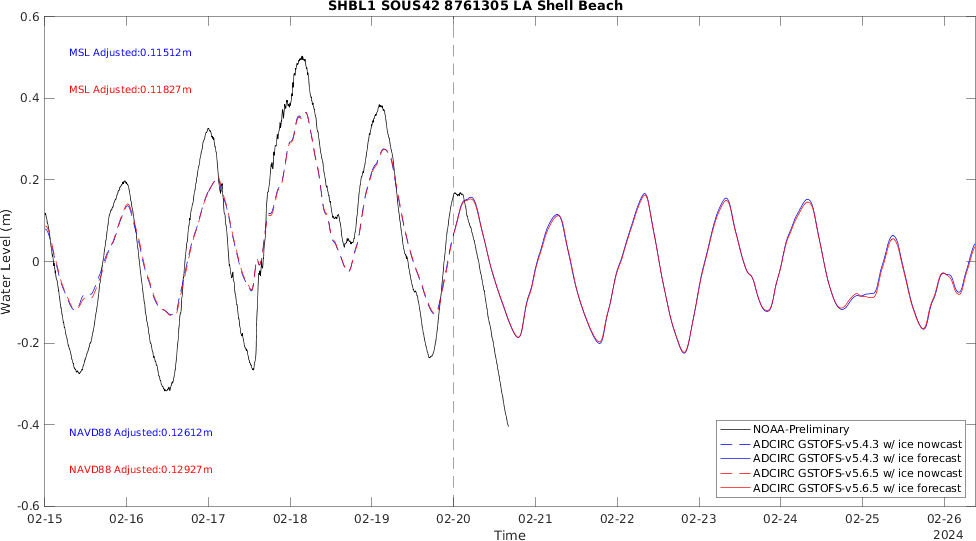 SHBL1 SOUS42 8761305 LA Shell Beach
0.6
0.4
0.2
0
-0.2
-0.4
-0.6
Water Level (m)
MSL Adjusted:0.11512m
MSL Adjusted:0.11827m
NAVD88 Adjusted:0.12612m
NAVD88 Adjusted:0.12927m
NOAA-Preliminary
ADCIRC GSTOFS-v5.4.3 w/ ice nowcast
ADCIRC GSTOFS-v5.4.3 w/ ice forecast
ADCIRC GSTOFS-v5.6.5 w/ ice nowcast
ADCIRC GSTOFS-v5.6.5 w/ ice forecast
02-15 02-16 02-17 02-18 02-19 02-20 02-21 02-22 02-23 02-24 02-25 02-26
2024
Time